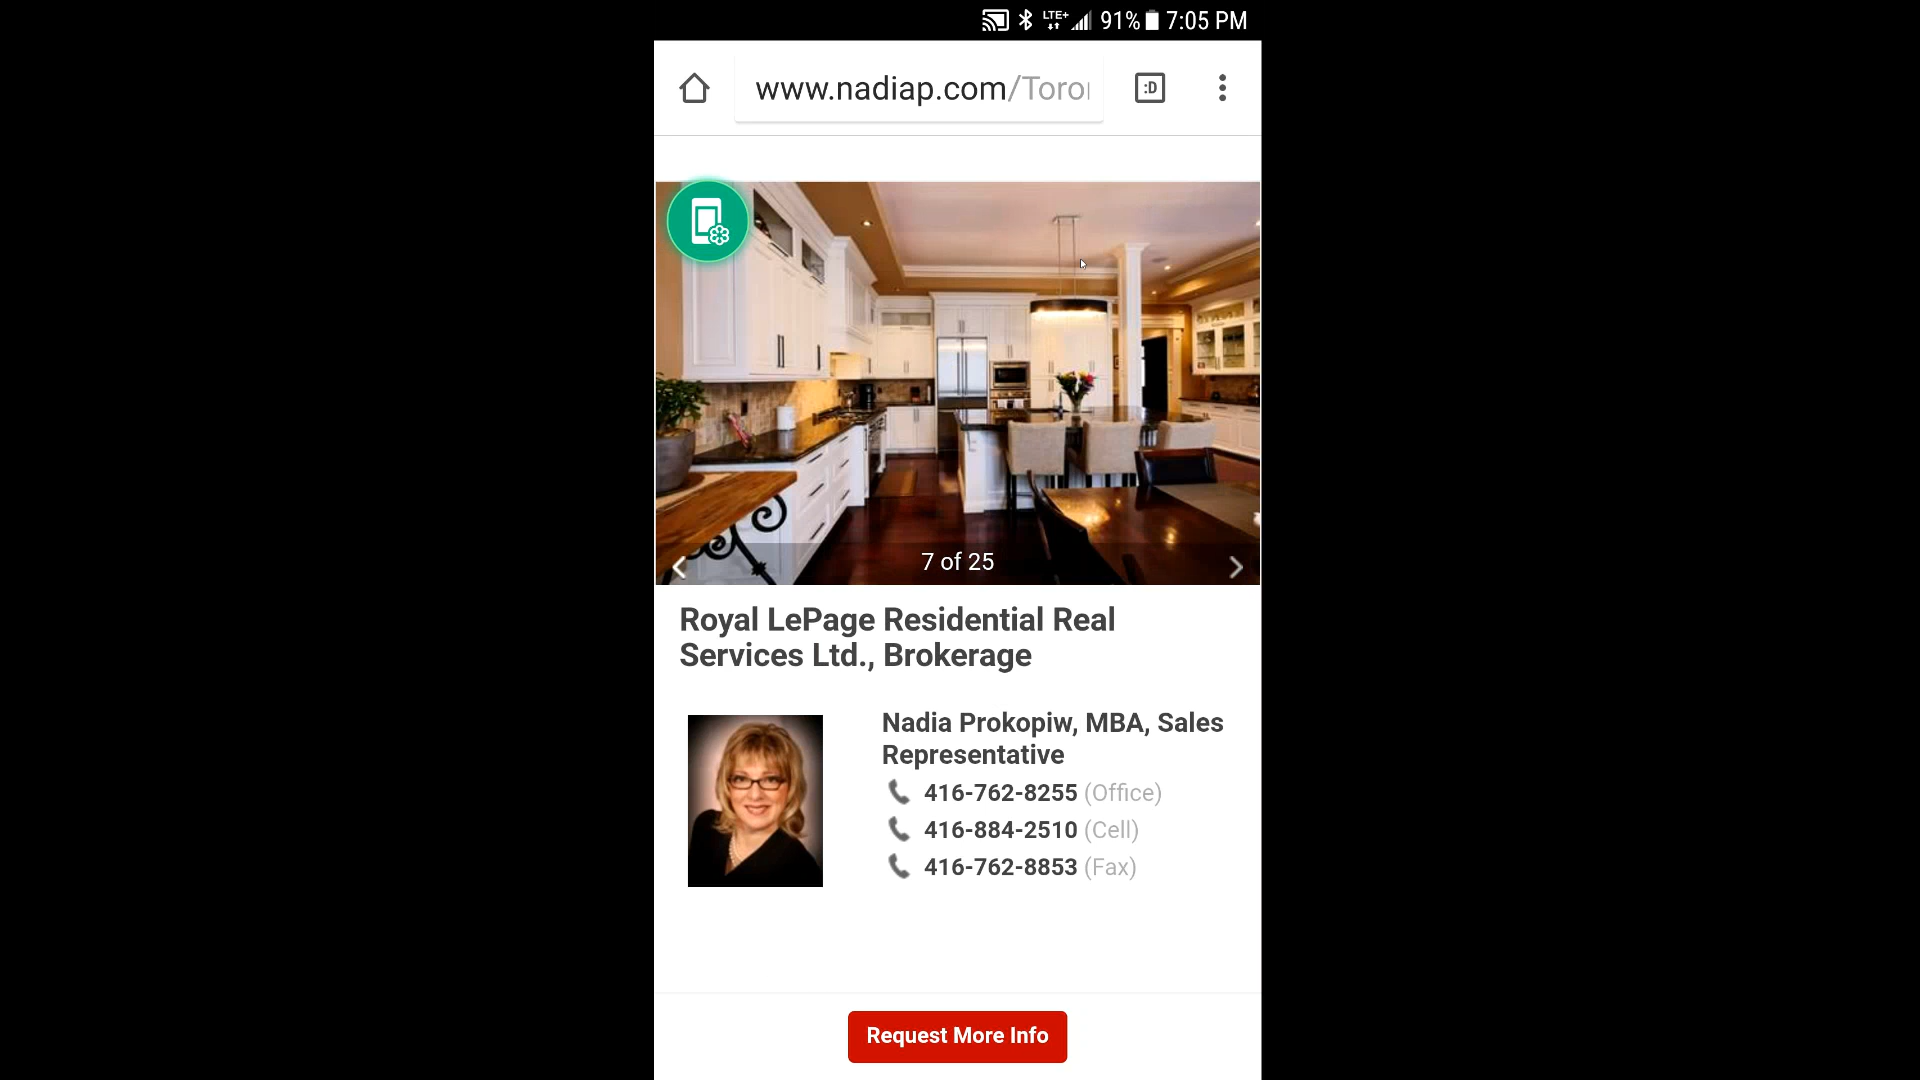 LTE+ 91% 7:05 PM
www.nadiap.com/Toro
:D
7 of 25
Royal LePage Residential Real
Services Ltd., Brokerage
Nadia Prokopiw, MBA, Sales
Representative
416-762-8255 (Office)
416-884-2510 (Cell)
416-762-8853 (Fax)
Request More Info